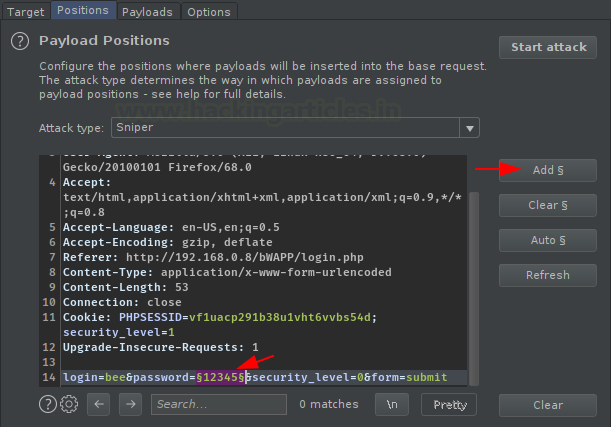 Target
Positions
Payloads
Options
? Payload Positions
Start attack
Configure the positions where payloads will be inserted into the base request.
The attack type determines the way in which payloads are assigned to
payload positions - see help for full details.
www.hackingarticles.in
Attack type: Sniper
Gecko/20100101 Firefox/68.0
4 Accept:
text/html,application/xhtml+xml,application/xml;q=0.9,*/*
;q=0.8
5 Accept-Language: en-US,en;q=0.5
6 Accept-Encoding: gzip, deflate
7 Referer: http://192.168.0.8/bWAPP/login.php
8 Content-Type: application/x-www-form-urlencoded
9 Content-Length: 53
10 Connection: close
11 Cookie: PHPSESSID=vf1uacp291b38u1vht6vvbs54d;
security_level=1
12 Upgrade-Insecure-Requests: 1
13
14 login=bee&password=§12345§&security_level=0&form=submit
Add §
Clear §
Auto §
Refresh
?
Search...
0 matches
\n
Pretty
Clear